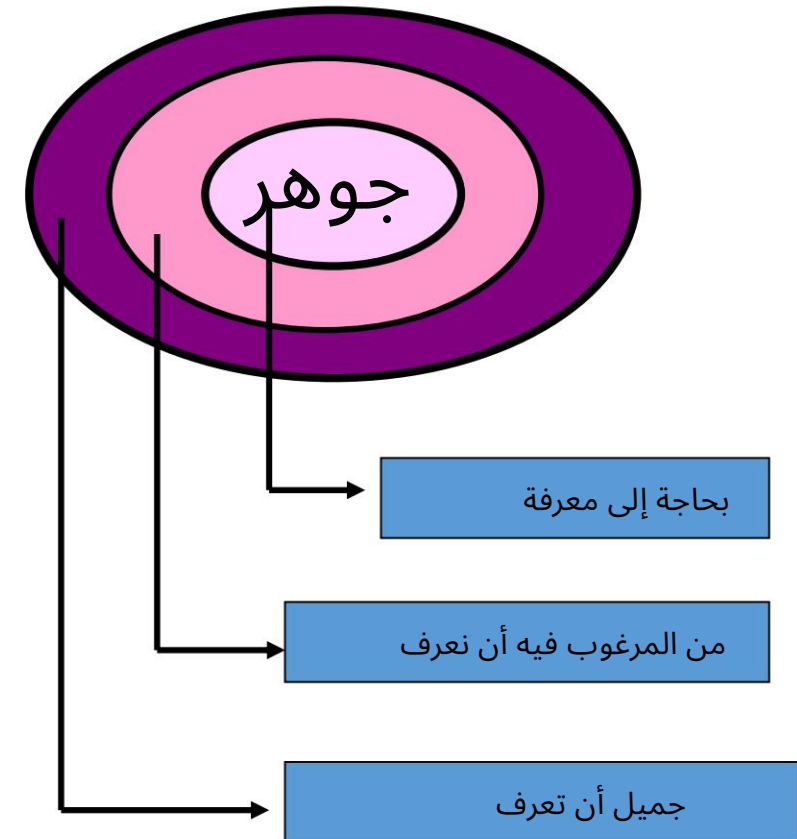 جوهر
بحاجة إلى معرفة
من المرغوب فيه أن نعرف
جميل أن تعرف